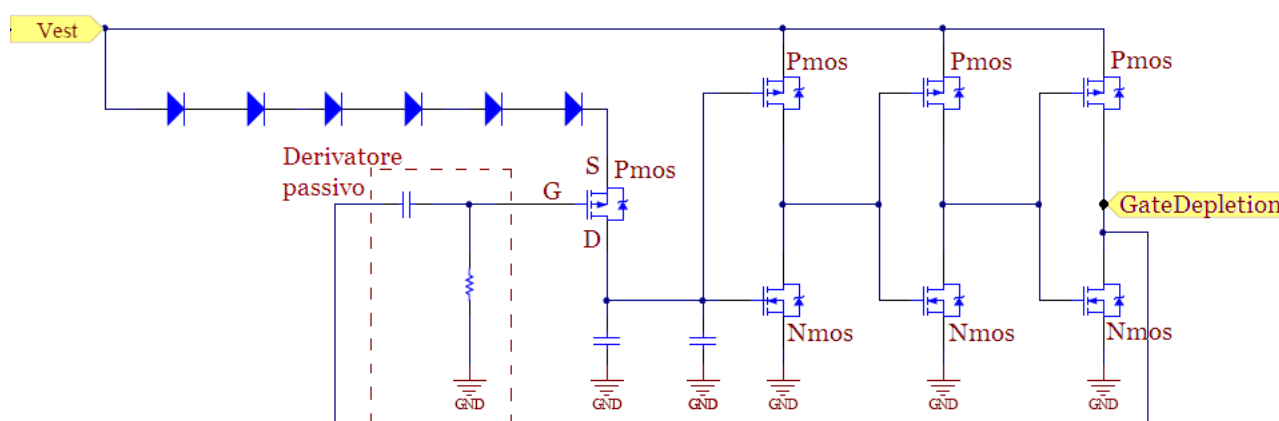 Vest
Pmos
Pmos
Pmos
Derivatore
passivo
S
Pmos
G
D
GateDepletion
Nmos
Nmos
Nmos
GND
GND
GND
GND
GND
GND